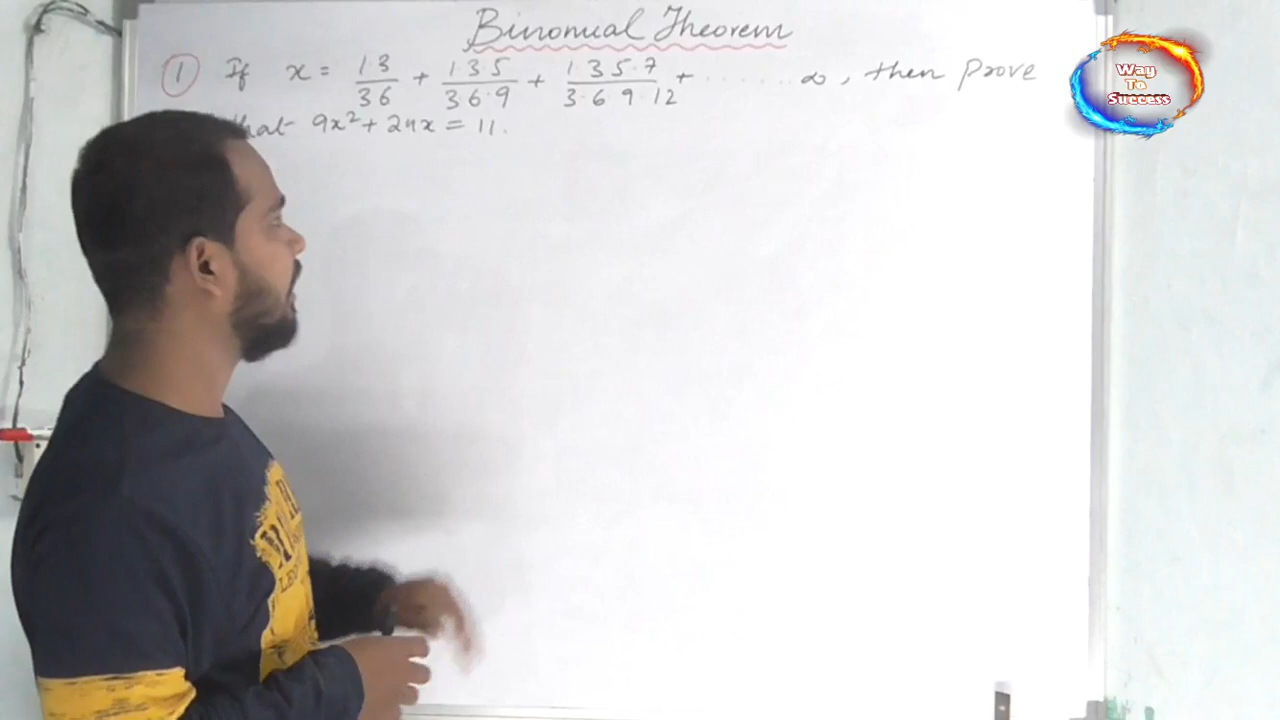 Binomial Theorem
① If x = 1·3/3·6 + 1·3·5/3·6·9 + 1·3·5·7/3·6·9·12 + ....... ∞, then Prove
that 9x² + 24x = 11.
Way
To
Success